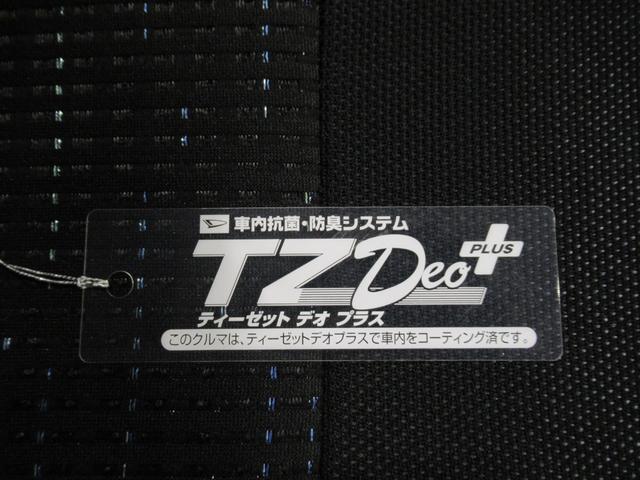 車内抗菌・防臭システム
TZ Deo PLUS
ティーゼット デオ プラス
このクルマは、ティーゼットデオプラスで車内をコーティング済です。